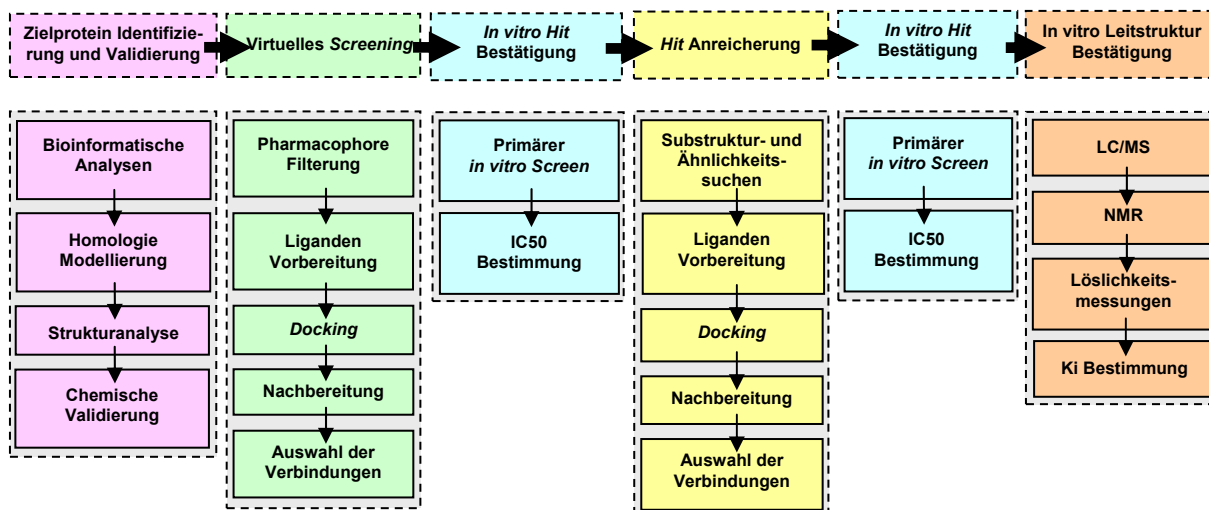 Zielprotein Identifizie-
rung und Validierung
Virtuelles Screening
In vitro Hit
Bestätigung
Hit Anreicherung
In vitro Hit
Bestätigung
In vitro Leitstruktur
Bestätigung
Bioinformatische
Analysen
Homologie
Modellierung
Strukturanalyse
Chemische
Validierung
Pharmacophore
Filterung
Liganden
Vorbereitung
Docking
Nachbereitung
Auswahl der
Verbindungen
Primärer
in vitro Screen
IC50
Bestimmung
Substruktur- und
Ähnlichkeits-
suchen
Liganden
Vorbereitung
Docking
Nachbereitung
Auswahl der
Verbindungen
Primärer
in vitro Screen
IC50
Bestimmung
LC/MS
NMR
Löslichkeits-
messungen
Ki Bestimmung